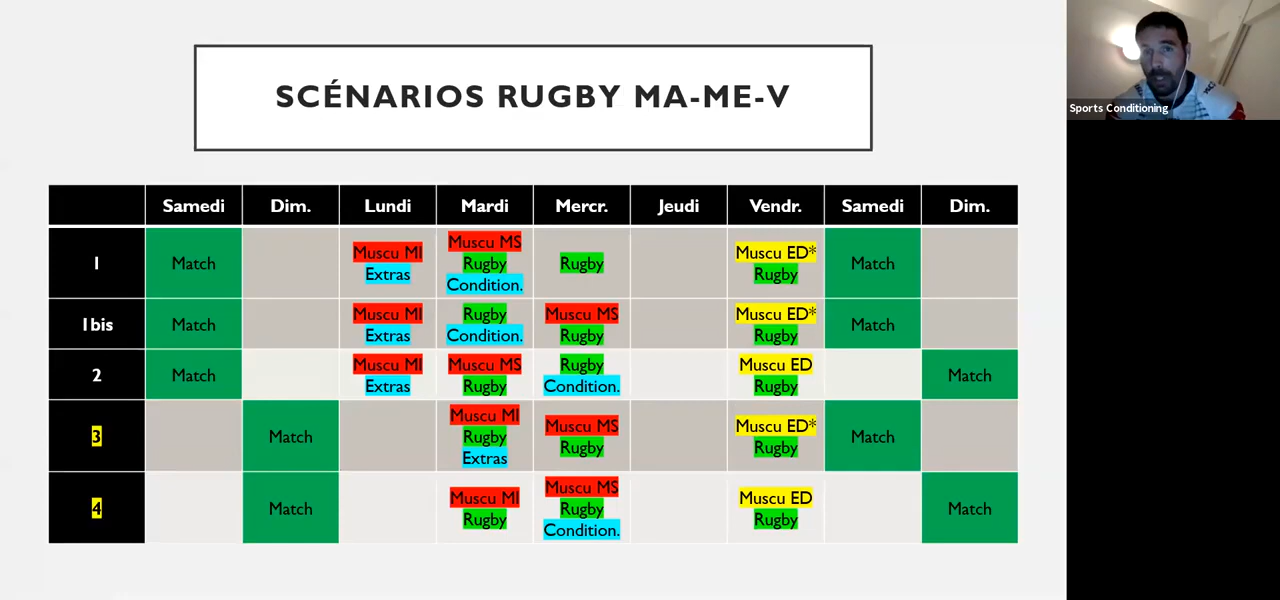 SCÉNARIOS RUGBY MA-ME-V
Sports Conditioning
Samedi Dim. Lundi Mardi Mercr. Jeudi Vendr. Samedi Dim.
1 Match Muscu MI Extras Muscu MS Rugby Condition. Rugby Muscu ED* Rugby Match
1bis Match Muscu MI Extras Rugby Condition. Muscu MS Rugby Muscu ED* Rugby Match
2 Match Muscu MI Extras Muscu MS Rugby Rugby Condition. Muscu ED Rugby Match
3 Match Muscu MI Rugby Extras Muscu MS Rugby Muscu ED* Rugby Match
4 Match Muscu MI Rugby Muscu MS Rugby Condition. Muscu ED Rugby Match